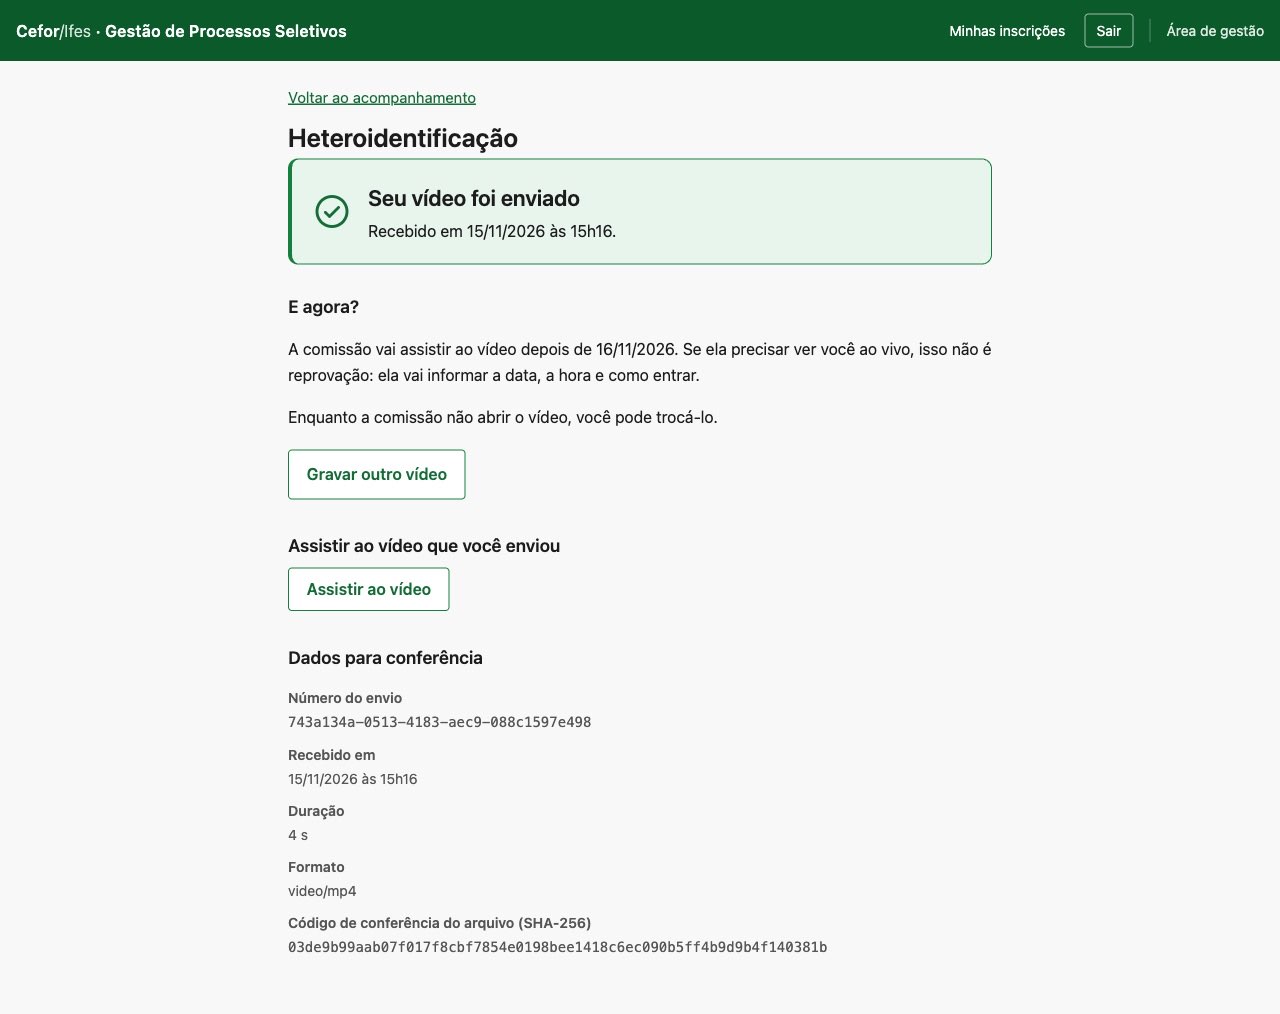 Cefor/Ifes · Gestão de Processos Seletivos
Minhas inscrições
Sair
Área de gestão
Voltar ao acompanhamento
Heteroidentificação
Seu vídeo foi enviado
Recebido em 15/11/2026 às 15h16.
E agora?
A comissão vai assistir ao vídeo depois de 16/11/2026. Se ela precisar ver você ao vivo, isso não é
reprovação: ela vai informar a data, a hora e como entrar.
Enquanto a comissão não abrir o vídeo, você pode trocá-lo.
Gravar outro vídeo
Assistir ao vídeo que você enviou
Assistir ao vídeo
Dados para conferência
Número do envio
743a134a-0513-4183-aec9-088c1597e498
Recebido em
15/11/2026 às 15h16
Duração
4 s
Formato
video/mp4
Código de conferência do arquivo (SHA-256)
03de9b99aab07f017f8cbf7854e0198bee1418c6ec090b5ff4b9d9b4f140381b